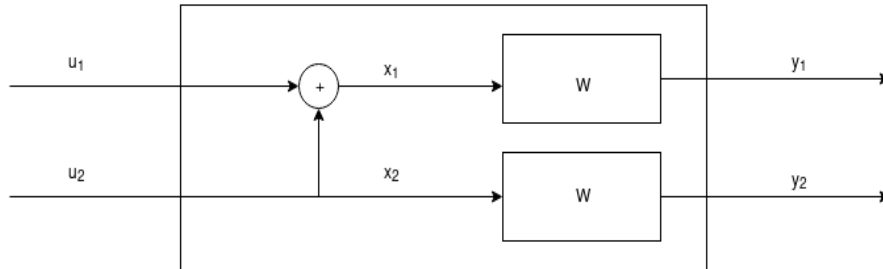 u₁ + x₁ W y₁
u₂ x₂ W y₂